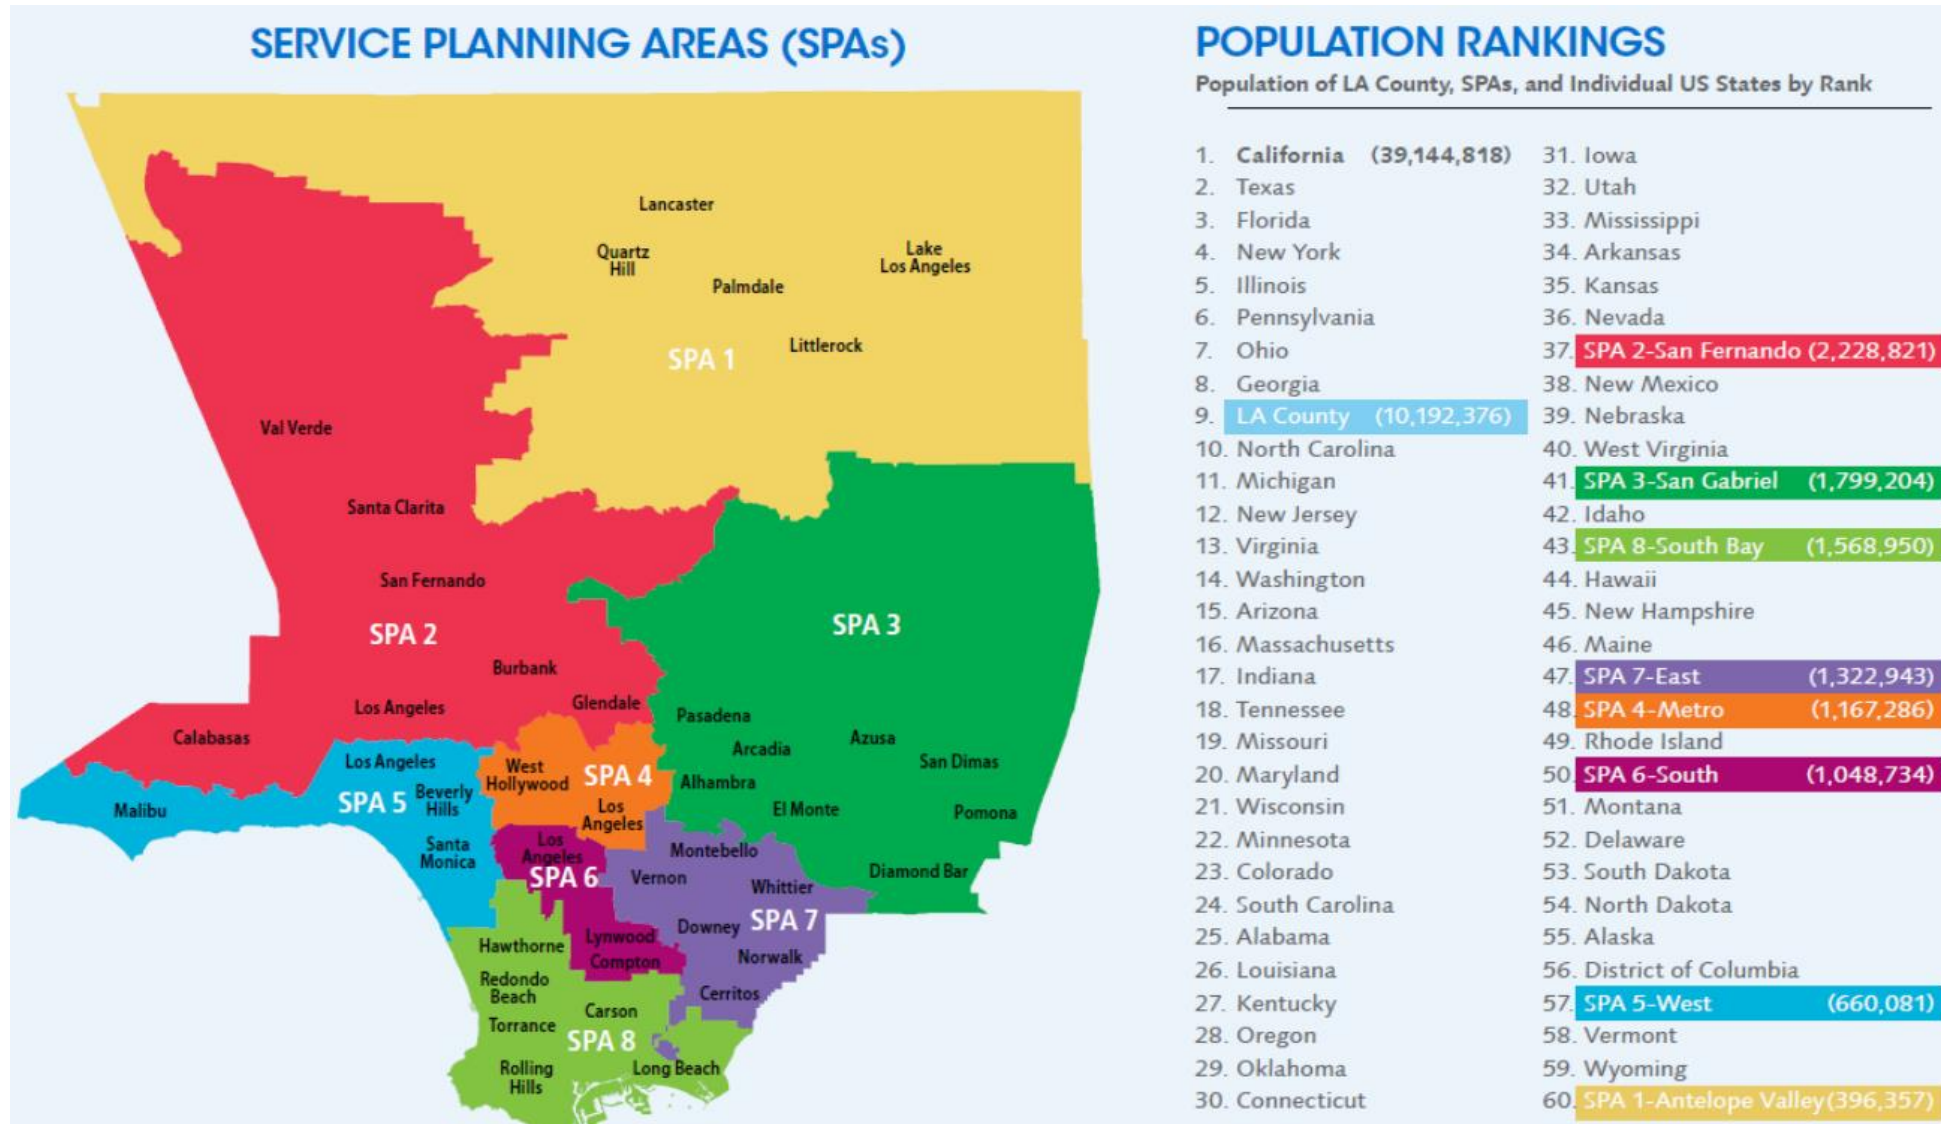 SERVICE PLANNING AREAS (SPAs)
Lancaster
Quartz
Hill
Lake
Los Angeles
Palmdale
Littlerock
SPA 1
Val Verde
Santa Clarita
San Fernando
SPA 2
SPA 3
Burbank
Glendale
Los Angeles
Calabasas
Pasadena
Arcadia
Azusa
San Dimas
Alhambra
El Monte
Pomona
Diamond Bar
Los Angeles
SPA 5
Beverly
Hills
Malibu
Santa
Monica
West
Hollywood
SPA 4
Los
Angeles
Los
Angeles
SPA 6
Lynwood
Compton
Montebello
Vernon
Whittier
SPA 7
Downey
Norwalk
Cerritos
Hawthorne
Redondo
Beach
Carson
Torrance
SPA 8
Rolling
Hills
Long Beach
POPULATION RANKINGS
Population of LA County, SPAs, and Individual US States by Rank
1. California (39,144,818)
2. Texas
3. Florida
4. New York
5. Illinois
6. Pennsylvania
7. Ohio
8. Georgia
9. LA County (10,192,376)
10. North Carolina
11. Michigan
12. New Jersey
13. Virginia
14. Washington
15. Arizona
16. Massachusetts
17. Indiana
18. Tennessee
19. Missouri
20. Maryland
21. Wisconsin
22. Minnesota
23. Colorado
24. South Carolina
25. Alabama
26. Louisiana
27. Kentucky
28. Oregon
29. Oklahoma
30. Connecticut
31. Iowa
32. Utah
33. Mississippi
34. Arkansas
35. Kansas
36. Nevada
37. SPA 2-San Fernando (2,228,821)
38. New Mexico
39. Nebraska
40. West Virginia
41. SPA 3-San Gabriel (1,799,204)
42. Idaho
43. SPA 8-South Bay (1,568,950)
44. Hawaii
45. New Hampshire
46. Maine
47. SPA 7-East (1,322,943)
48. SPA 4-Metro (1,167,286)
49. Rhode Island
50. SPA 6-South (1,048,734)
51. Montana
52. Delaware
53. South Dakota
54. North Dakota
55. Alaska
56. District of Columbia
57. SPA 5-West (660,081)
58. Vermont
59. Wyoming
60. SPA 1-Antelope Valley (396,357)